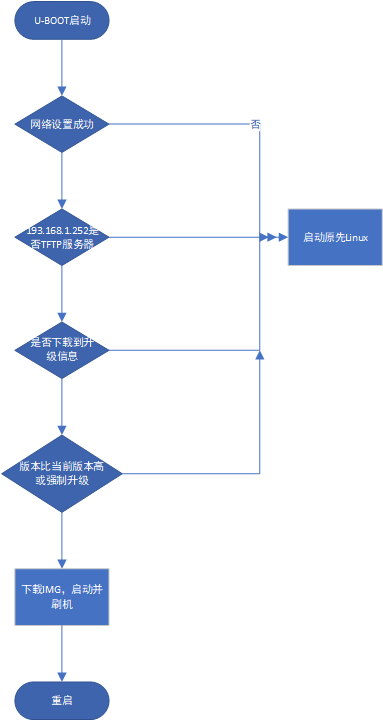 U-BOOT启动
网络设置成功
否
193.168.1.252是
否TFTP服务器
启动原先Linux
是否下载到升
级信息
版本比当前版本高
或强制升级
下载IMG，启动并
刷机
重启